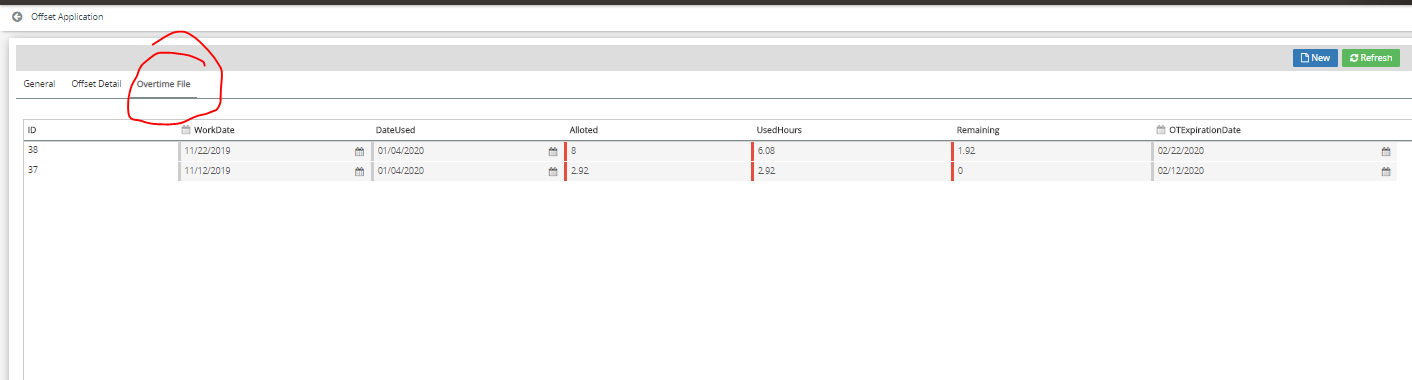 Offset Application
New Refresh
General Offset Detail Overtime File
ID WorkDate DateUsed Alloted UsedHours Remaining OTExpirationDate
38 11/22/2019 01/04/2020 8 6.08 1.92 02/22/2020
37 11/12/2019 01/04/2020 2.92 2.92 0 02/12/2020